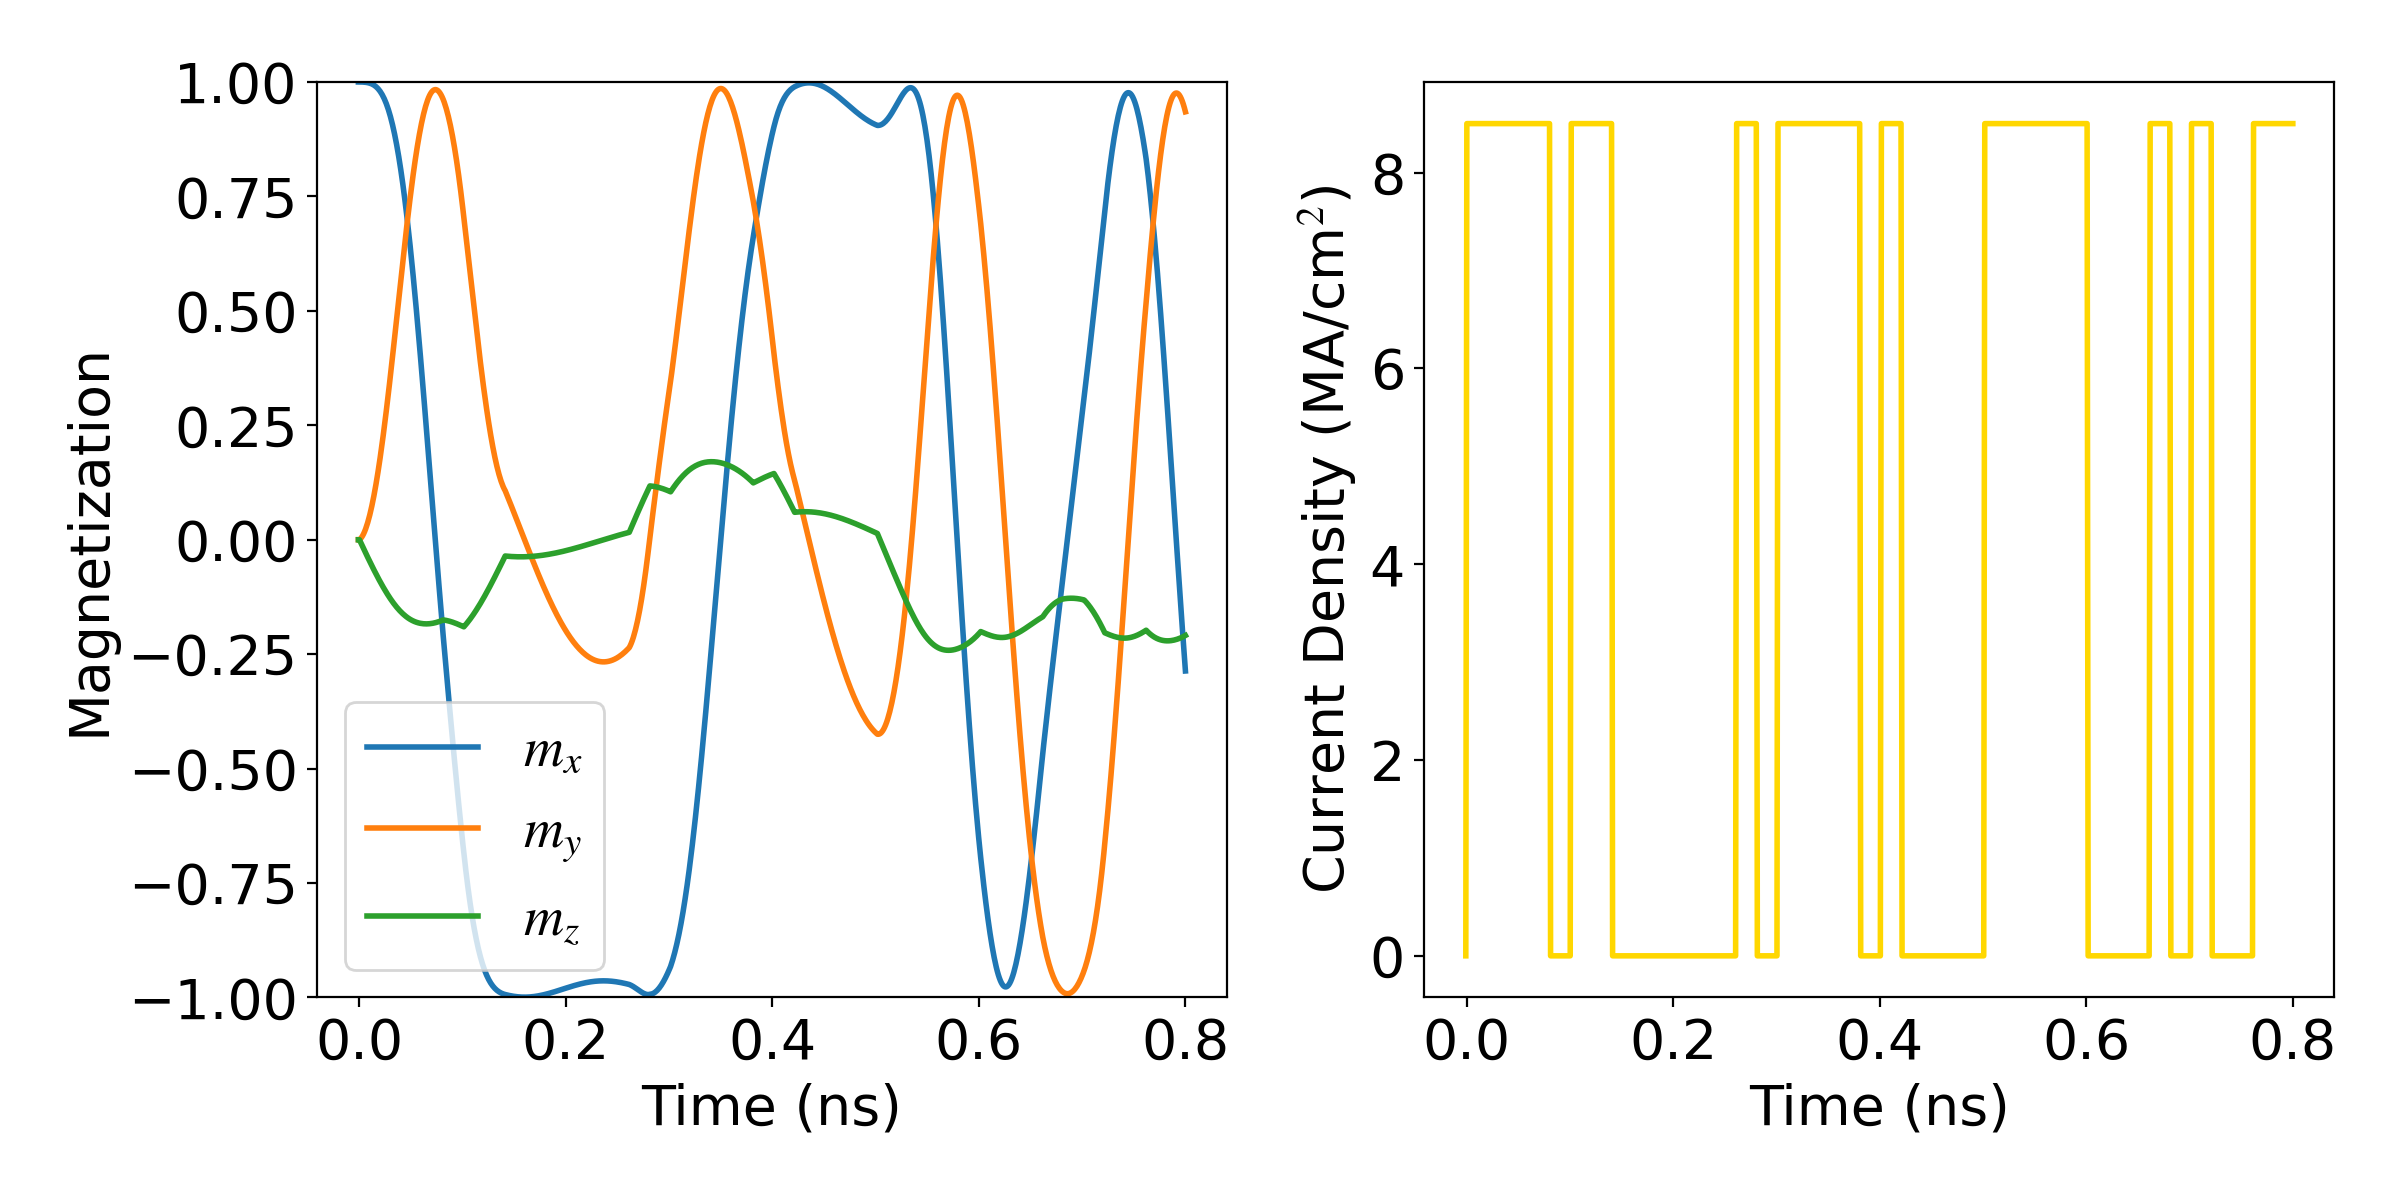 Magnetization
1.00
0.75
0.50
0.25
0.00
−0.25
−0.50
−0.75
−1.00
m_x
m_y
m_z
0.0 0.2 0.4 0.6 0.8
Time (ns)
Current Density (MA/cm²)
8
6
4
2
0
0.0 0.2 0.4 0.6 0.8
Time (ns)